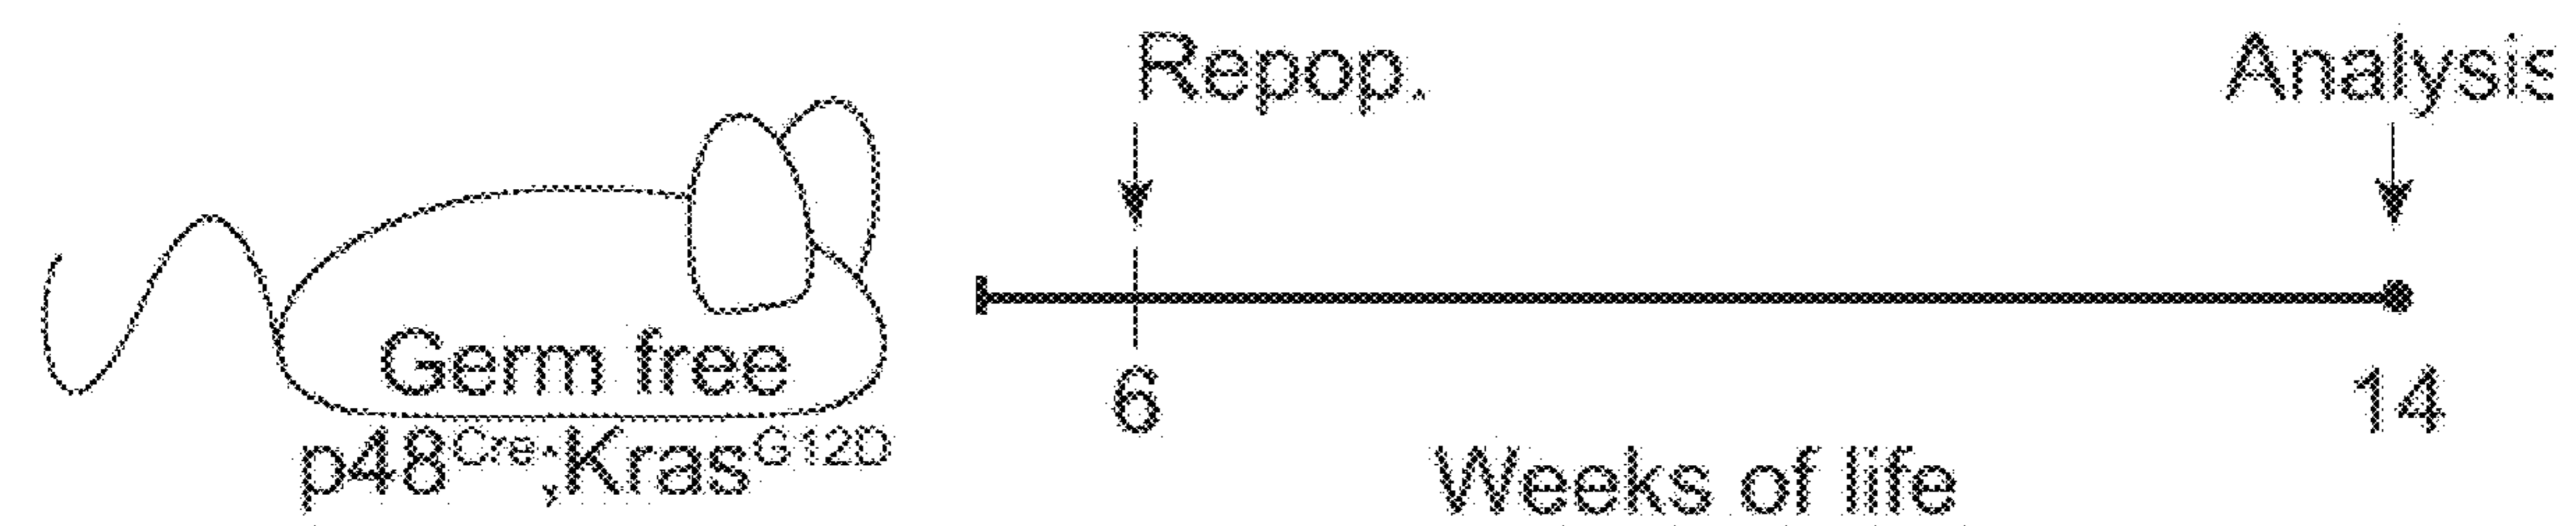 Repop.
Analysis
Germ free
p48Cre;KrasG12D
6
14
Weeks of life